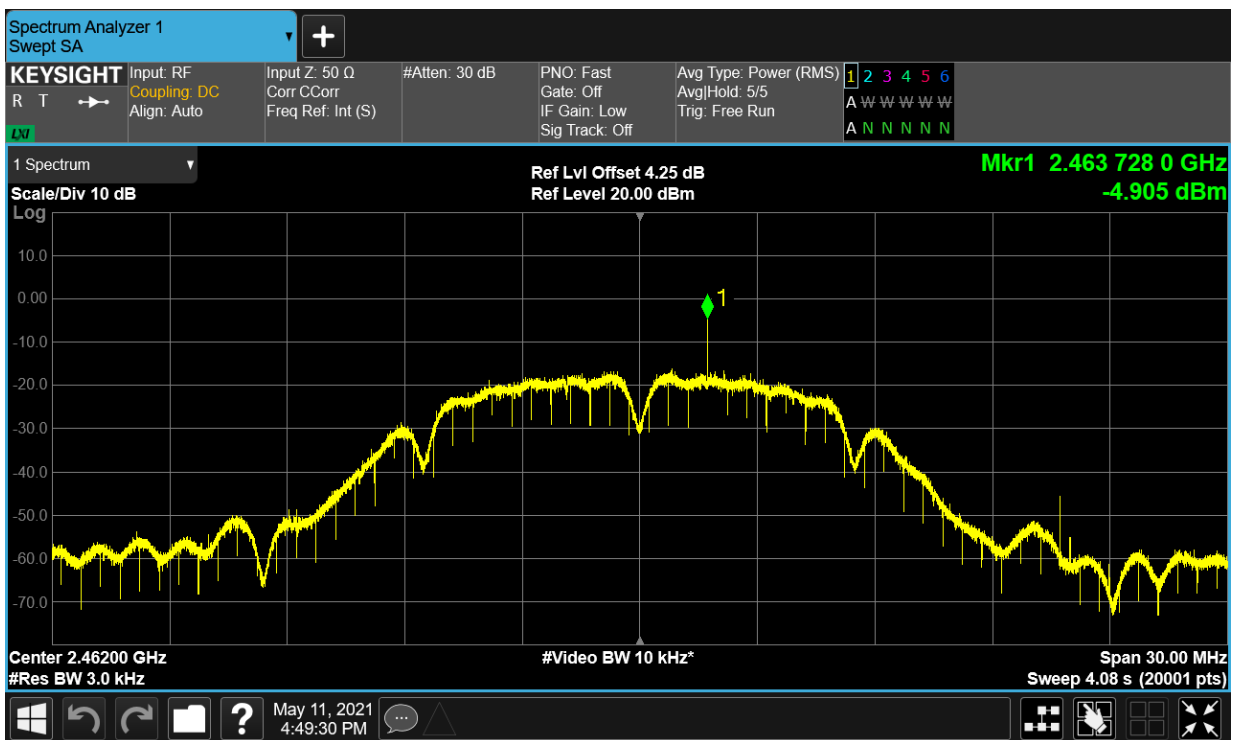 Spectrum Analyzer 1
Swept SA
+
KEYSIGHT
R T
LXI
Input: RF
Coupling: DC
Align: Auto
Input Z: 50 Ω
Corr CCorr
Freq Ref: Int (S)
#Atten: 30 dB
PNO: Fast
Gate: Off
IF Gain: Low
Sig Track: Off
Avg Type: Power (RMS)
Avg|Hold: 5/5
Trig: Free Run
1 2 3 4 5 6
A W W W W W
A N N N N N
1 Spectrum
Scale/Div 10 dB
Log
Ref Lvl Offset 4.25 dB
Ref Level 20.00 dBm
Mkr1 2.463 728 0 GHz
-4.905 dBm
10.0
0.00
1
-10.0
-20.0
-30.0
-40.0
-50.0
-60.0
-70.0
Center 2.46200 GHz
#Res BW 3.0 kHz
#Video BW 10 kHz*
Span 30.00 MHz
Sweep 4.08 s (20001 pts)
?
May 11, 2021
4:49:30 PM